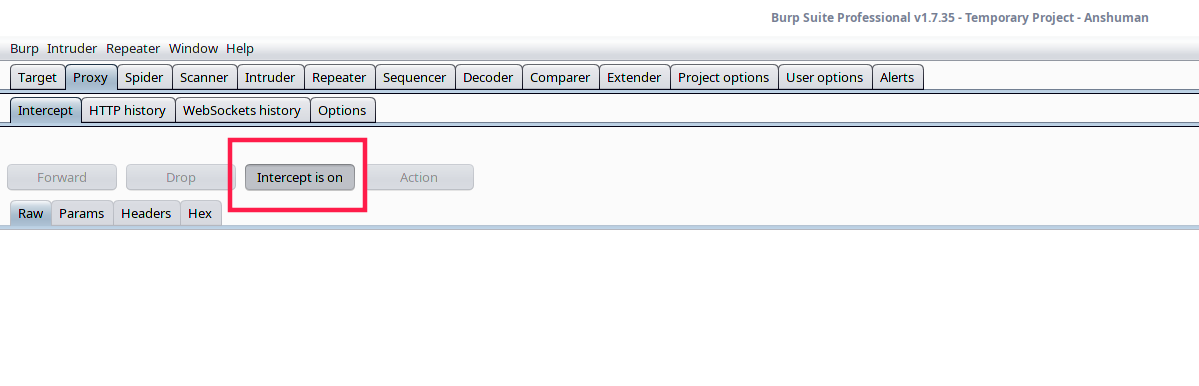 Burp Suite Professional v1.7.35 - Temporary Project - Anshuman
Burp Intruder Repeater Window Help
Target Proxy Spider Scanner Intruder Repeater Sequencer Decoder Comparer Extender Project options User options Alerts
Intercept HTTP history WebSockets history Options
Forward Drop Intercept is on Action
Raw Params Headers Hex